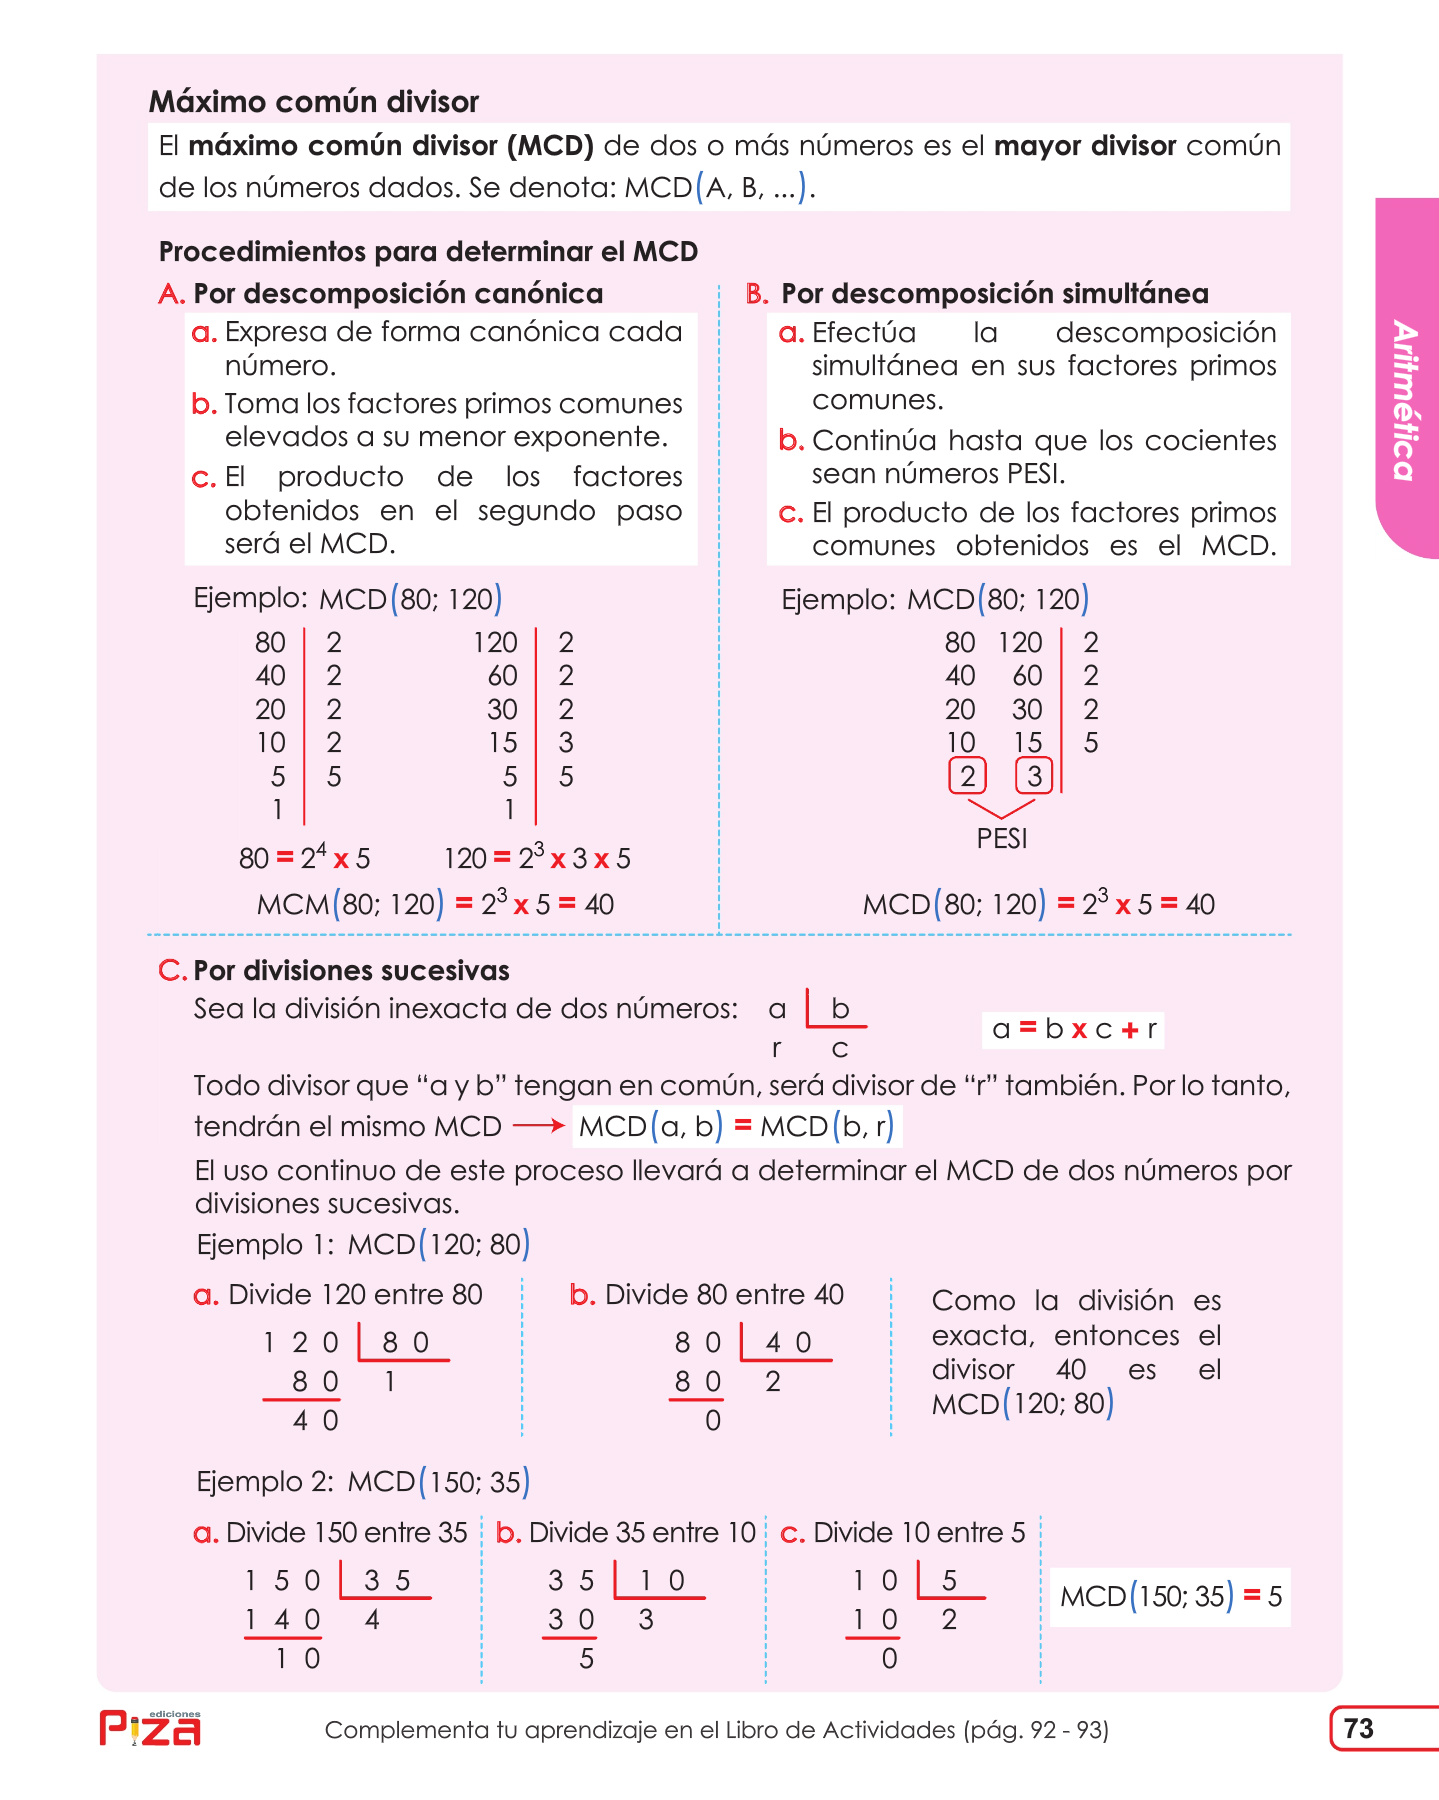 Máximo común divisor
El máximo común divisor (MCD) de dos o más números es el mayor divisor común
de los números dados. Se denota: MCD(A, B, ...).
Procedimientos para determinar el MCD
A. Por descomposición canónica
a. Expresa de forma canónica cada
número.
b. Toma los factores primos comunes
elevados a su menor exponente.
c. El producto de los factores
obtenidos en el segundo paso
será el MCD.
Ejemplo: MCD(80; 120)
80 2 120 2
40 2 60 2
20 2 30 2
10 2 15 3
5 5 5 5
1 1
80 = 2⁴ x 5 120 = 2³ x 3 x 5
MCM(80; 120) = 2³ x 5 = 40
B. Por descomposición simultánea
a. Efectúa la descomposición
simultánea en sus factores primos
comunes.
b. Continúa hasta que los cocientes
sean números PESI.
c. El producto de los factores primos
comunes obtenidos es el MCD.
Ejemplo: MCD(80; 120)
80 120 2
40 60 2
20 30 2
10 15 5
2 3
PESI
MCD(80; 120) = 2³ x 5 = 40
Aritmética
C. Por divisiones sucesivas
Sea la división inexacta de dos números: a b
r c
a = b x c + r
Todo divisor que “a y b” tengan en común, será divisor de “r” también. Por lo tanto,
tendrán el mismo MCD → MCD(a, b) = MCD(b, r)
El uso continuo de este proceso llevará a determinar el MCD de dos números por
divisiones sucesivas.
Ejemplo 1: MCD(120; 80)
a. Divide 120 entre 80
1 2 0 8 0
8 0 1
4 0
b. Divide 80 entre 40
8 0 4 0
8 0 2
0
Como la división es
exacta, entonces el
divisor 40 es el
MCD(120; 80)
Ejemplo 2: MCD(150; 35)
a. Divide 150 entre 35
1 5 0 3 5
1 4 0 4
1 0
b. Divide 35 entre 10
3 5 1 0
3 0 3
5
c. Divide 10 entre 5
1 0 5
1 0 2
0
MCD(150; 35) = 5
ediciones
Piza
Complementa tu aprendizaje en el Libro de Actividades (pág. 92 - 93)
73